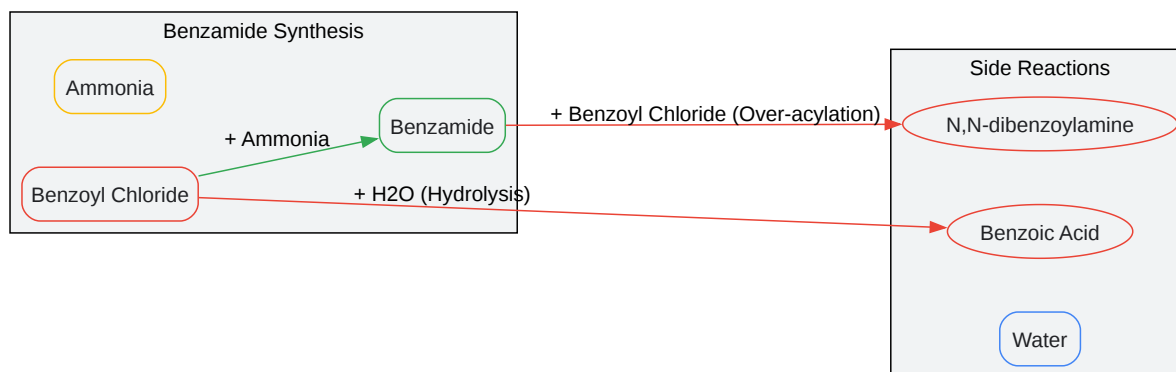 Benzamide Synthesis
Ammonia
+ Ammonia
Benzamide
Benzoyl Chloride
+ Benzoyl Chloride (Over-acylation)
+ H2O (Hydrolysis)
Side Reactions
N,N-dibenzoylamine
Benzoic Acid
Water